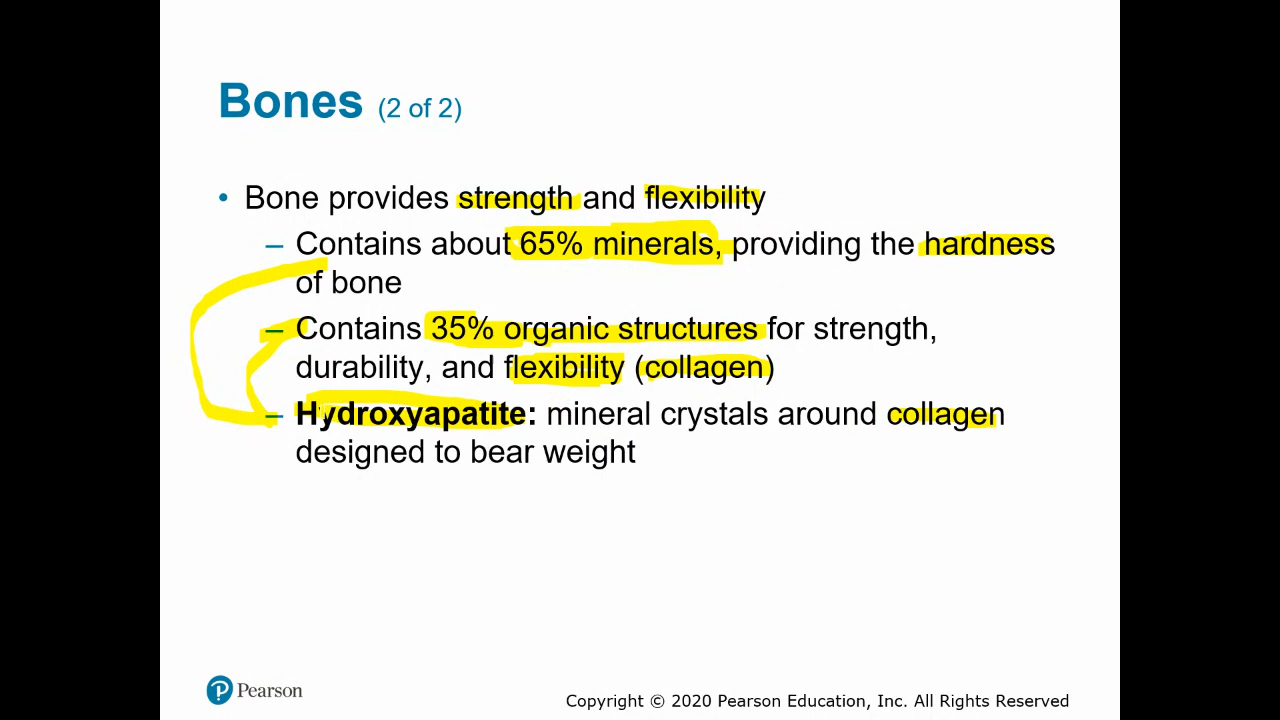 Bones (2 of 2)
• Bone provides strength and flexibility
– Contains about 65% minerals, providing the hardness
of bone
– Contains 35% organic structures for strength,
durability, and flexibility (collagen)
– Hydroxyapatite: mineral crystals around collagen
designed to bear weight
Pearson
Copyright © 2020 Pearson Education, Inc. All Rights Reserved